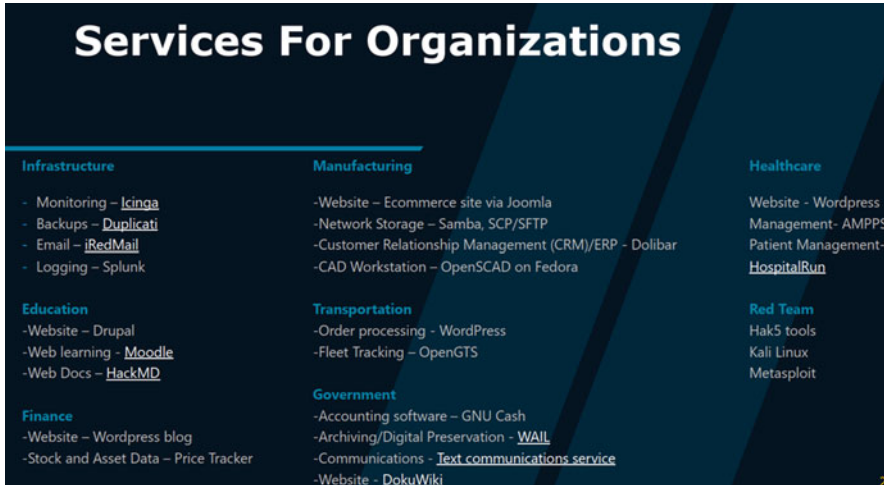 Services For Organizations
Infrastructure
- Monitoring – Icinga
- Backups – Duplicati
- Email – iRedMail
- Logging – Splunk
Education
-Website – Drupal
-Web learning - Moodle
-Web Docs – HackMD
Finance
-Website – Wordpress blog
-Stock and Asset Data – Price Tracker
Manufacturing
-Website – Ecommerce site via Joomla
-Network Storage – Samba, SCP/SFTP
-Customer Relationship Management (CRM)/ERP - Dolibar
-CAD Workstation – OpenSCAD on Fedora
Transportation
-Order processing - WordPress
-Fleet Tracking – OpenGTS
Government
-Accounting software – GNU Cash
-Archiving/Digital Preservation - WAIL
-Communications - Text communications service
-Website - DokuWiki
Healthcare
Website - Wordpress
Management- AMPPS
Patient Management-
HospitalRun
Red Team
Hak5 tools
Kali Linux
Metasploit